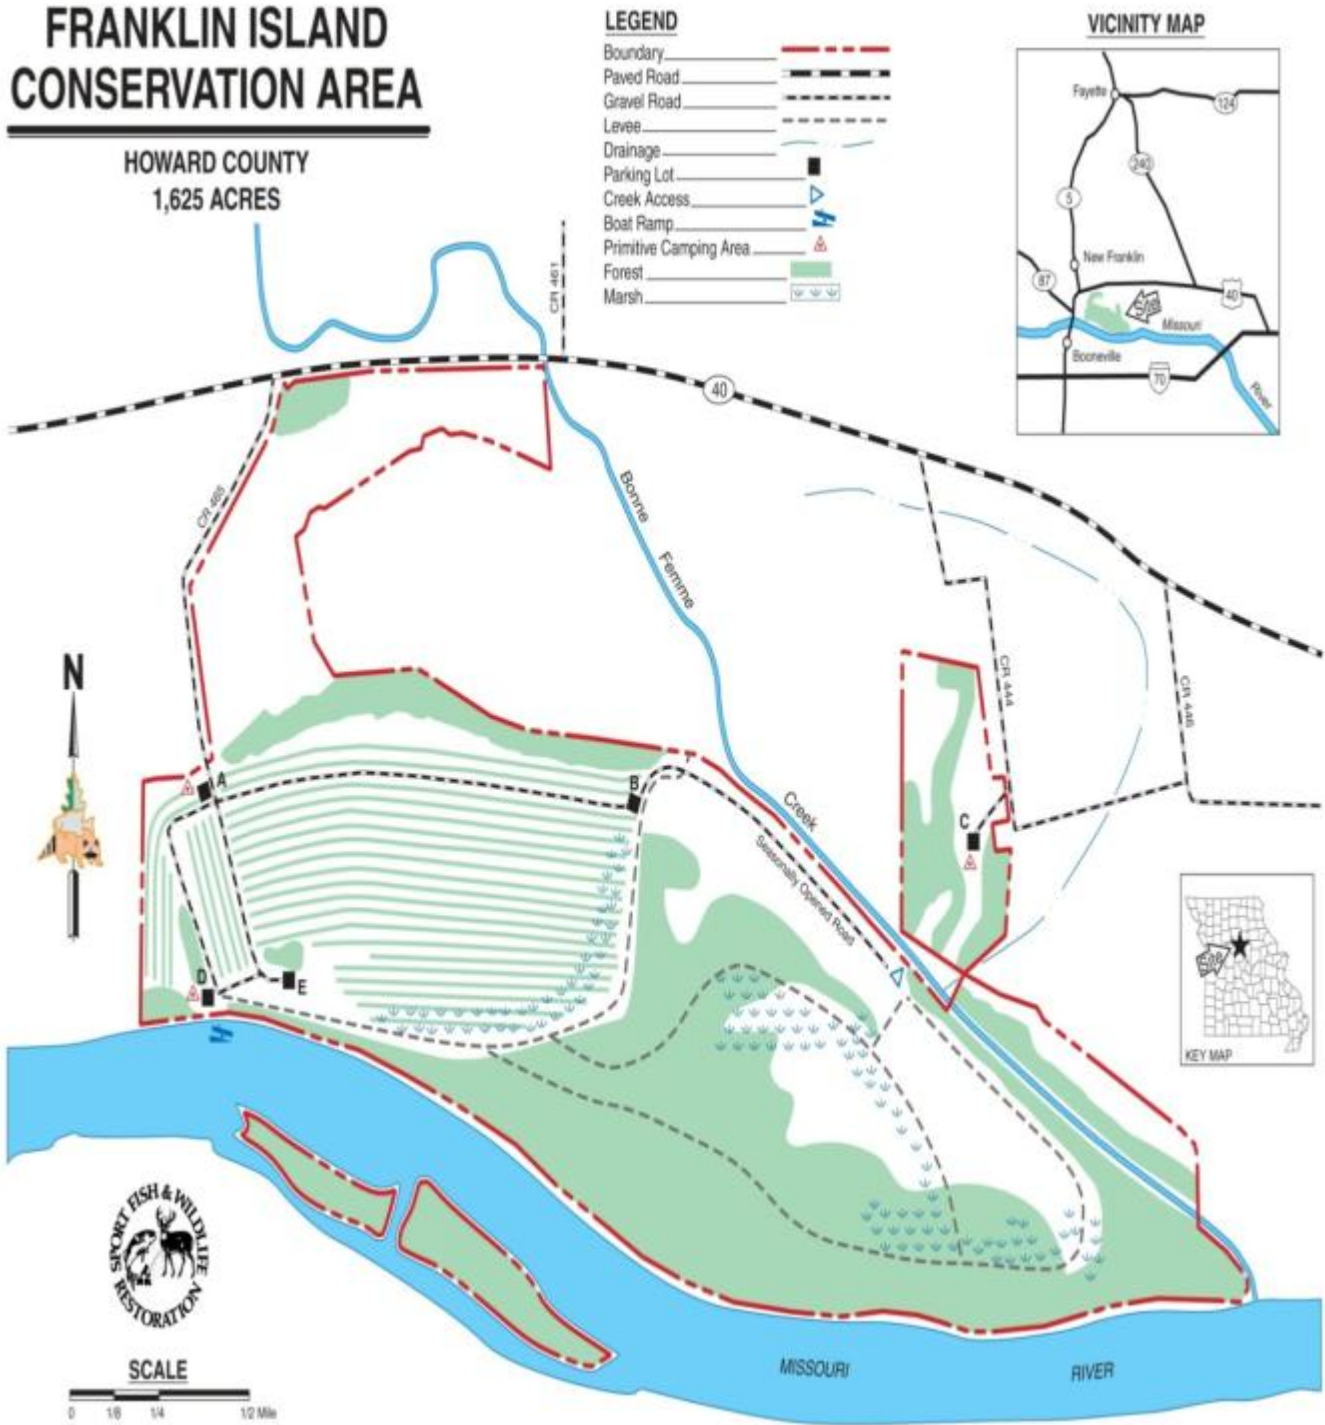 FRANKLIN ISLAND
CONSERVATION AREA
HOWARD COUNTY
1,625 ACRES
LEGEND
Boundary
Paved Road
Gravel Road
Levee
Drainage
Parking Lot
Creek Access
Boat Ramp
Primitive Camping Area
Forest
Marsh
VICINITY MAP
Fayette
124
240
5
New Franklin
87
40
Site
Missouri
Booneville
70
River
CR 461
40
CR 465
Bonne
Femme
Creek
CR 444
CR 446
N
A
B
C
Seasonally Opened Road
D
E
Site
KEY MAP
SPORT FISH & WILDLIFE
RESTORATION
SCALE
0 1/8 1/4 1/2 Mile
MISSOURI RIVER